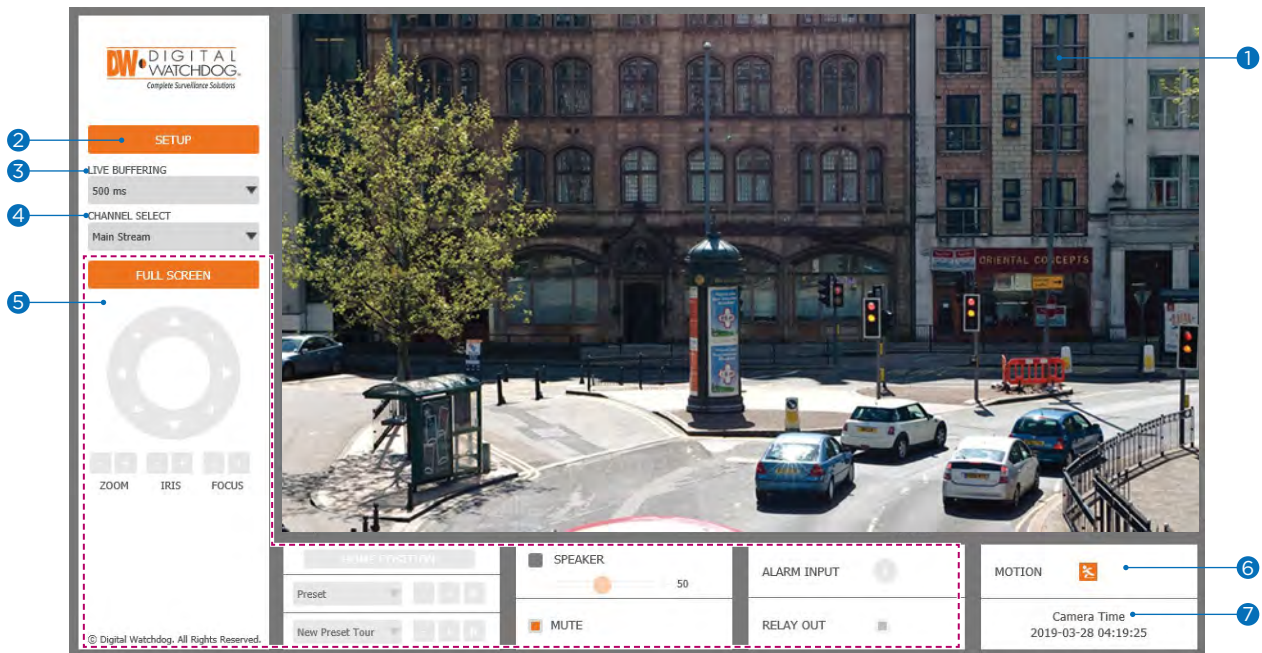 DW DIGITAL
WATCHDOG
Complete Surveillance Solutions
SETUP
LIVE BUFFERING
500 ms
CHANNEL SELECT
Main Stream
FULL SCREEN
ZOOM IRIS FOCUS
© Digital Watchdog. All Rights Reserved.
HOME POSITION
Preset
New Preset Tour
SPEAKER
50
MUTE
ALARM INPUT
RELAY OUT
MOTION
Camera Time
2019-03-28 04:19:25
ORIENTAL CONCEPTS
1
2
3
4
5
6
7